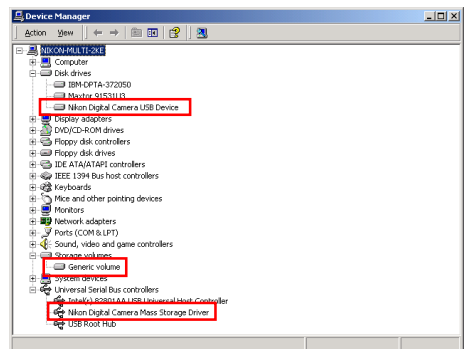 Device Manager
Action View
NIKON-MULTI-2KE
Computer
Disk drives
IBM-DPTA-372050
Maxtor 91531U3
Nikon Digital Camera USB Device
Display adapters
DVD/CD-ROM drives
Floppy disk controllers
Floppy disk drives
IDE ATA/ATAPI controllers
IEEE 1394 Bus host controllers
Keyboards
Mice and other pointing devices
Monitors
Network adapters
Ports (COM & LPT)
Sound, video and game controllers
Storage volumes
Generic volume
System devices
Universal Serial Bus controllers
Intel(r) 82801AA USB Universal Host Controller
Nikon Digital Camera Mass Storage Driver
USB Root Hub